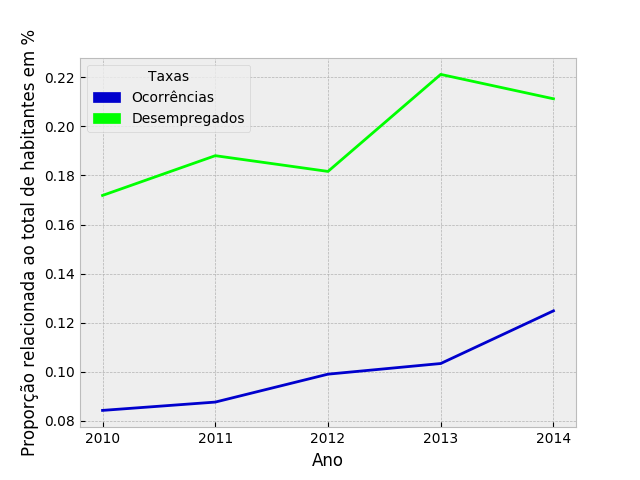 Proporção relacionada ao total de habitantes em %
0.22
0.20
0.18
0.16
0.14
0.12
0.10
0.08
Taxas
Ocorrências
Desempregados
2010 2011 2012 2013 2014
Ano